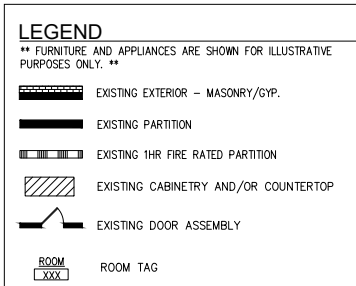 LEGEND
** FURNITURE AND APPLIANCES ARE SHOWN FOR ILLUSTRATIVE
PURPOSES ONLY. **
EXISTING EXTERIOR – MASONRY/GYP.
EXISTING PARTITION
EXISTING 1HR FIRE RATED PARTITION
EXISTING CABINETRY AND/OR COUNTERTOP
EXISTING DOOR ASSEMBLY
ROOM
XXX
ROOM TAG